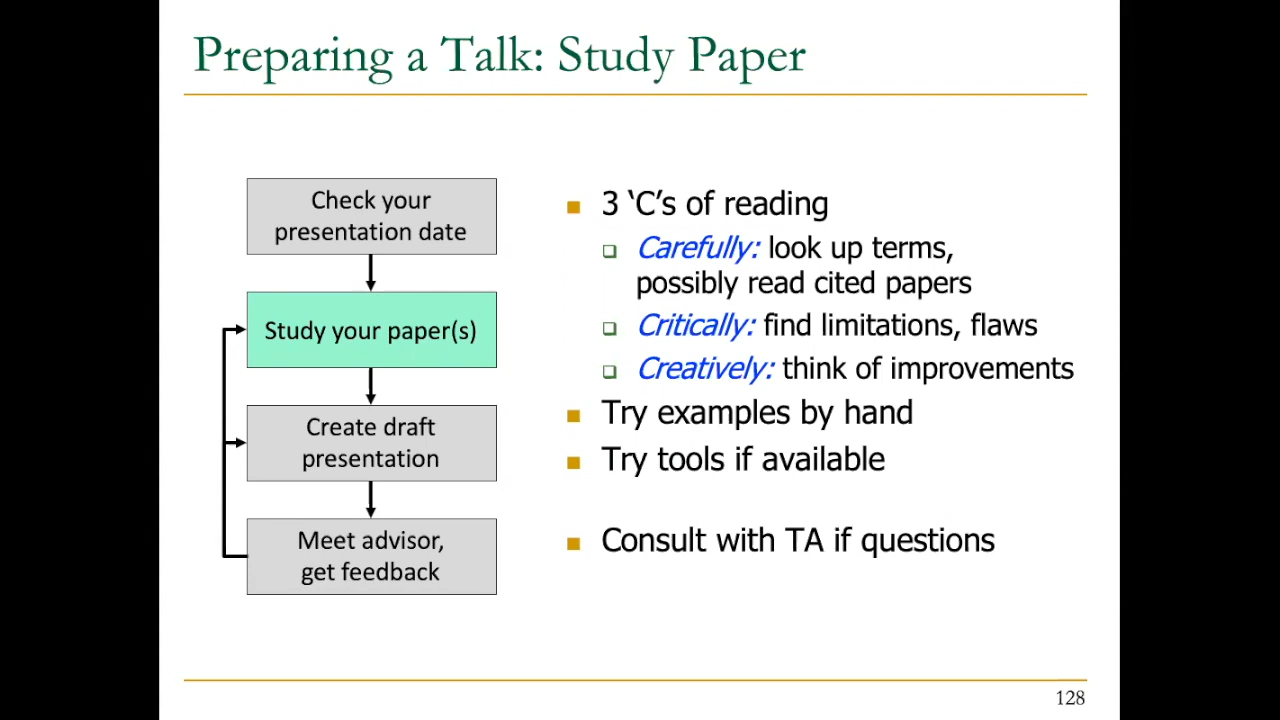 Preparing a Talk: Study Paper
Check your
presentation date
Study your paper(s)
Create draft
presentation
Meet advisor,
get feedback
3 ‘C’s of reading
Carefully: look up terms,
possibly read cited papers
Critically: find limitations, flaws
Creatively: think of improvements
Try examples by hand
Try tools if available
Consult with TA if questions
128